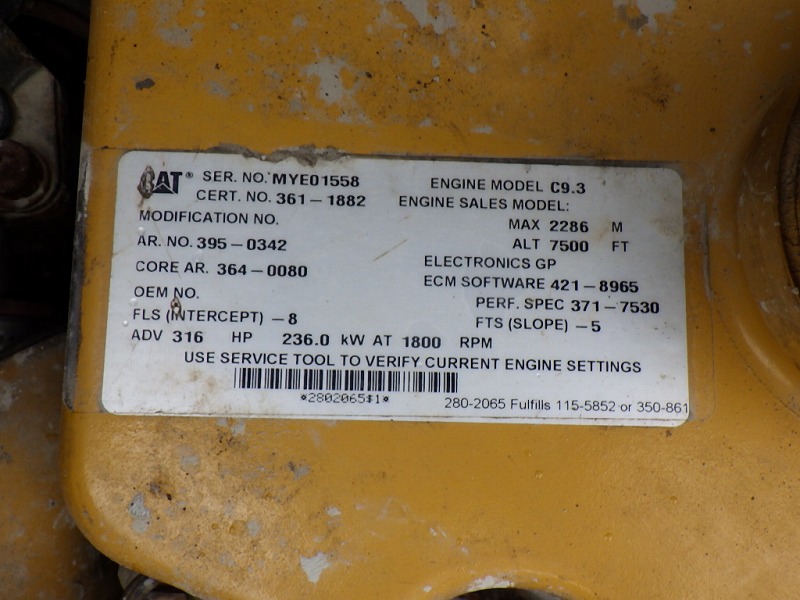 CAT® SER. NO. MYE01558 ENGINE MODEL C9.3
CERT. NO. 361-1882 ENGINE SALES MODEL:
MODIFICATION NO. MAX 2286 M
AR. NO. 395-0342 ALT 7500 FT
CORE AR. 364-0080 ELECTRONICS GP
OEM NO. ECM SOFTWARE 421-8965
PERF. SPEC 371-7530
FLS (INTERCEPT) -8 FTS (SLOPE) -5
ADV 316 HP 236.0 kW AT 1800 RPM
USE SERVICE TOOL TO VERIFY CURRENT ENGINE SETTINGS
*2802065$1*
280-2065 Fulfills 115-5852 or 350-861